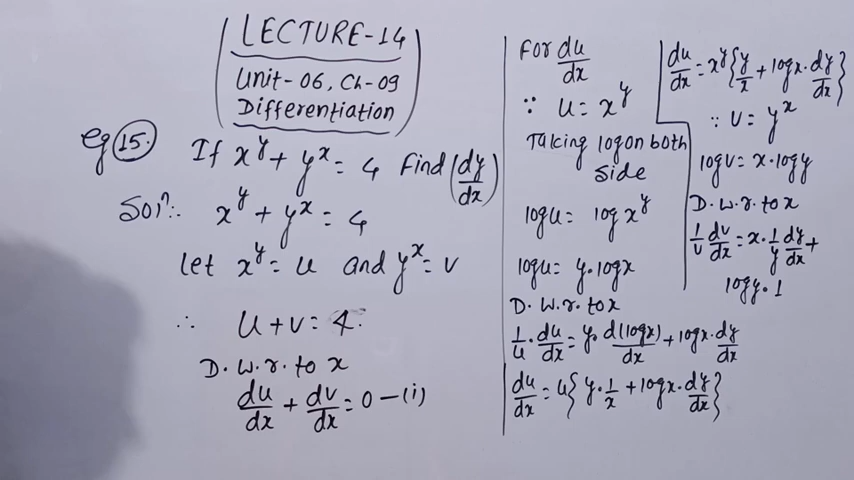 LECTURE-14
Unit-06, Ch-09
Differentiation
eg 15. If x^y + y^x = 4 Find (dy/dx)
Solⁿ:. x^y + y^x = 4
Let x^y = u and y^x = v
∴ u + v = 4.
D. w. r. to x
du/dx + dv/dx = 0 - (i)
For du/dx
∵ u = x^y
Taking log on both
side
log u = log x^y
log u = y·log x
D. w. r. to x
1/u · du/dx = y· d(log x)/dx + log x · dy/dx
du/dx = u{y·1/x + log x · dy/dx}
du/dx = x^y{y/x + log x · dy/dx}
∵ v = y^x
log v = x·log y
D. w. r. to x
1/v dv/dx = x·1/y dy/dx +
log y · 1